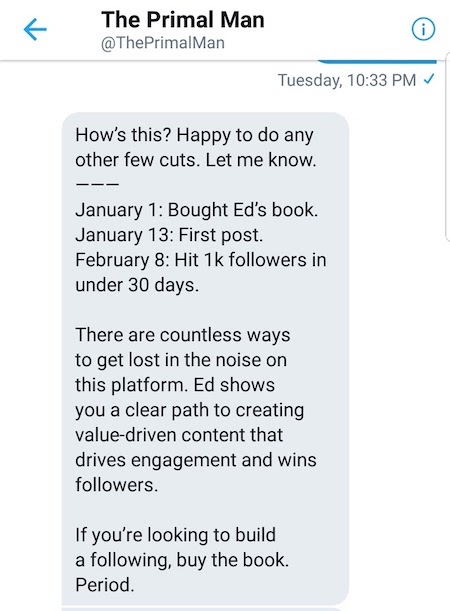 The Primal Man
@ThePrimalMan
Tuesday, 10:33 PM ✓
How’s this? Happy to do any
other few cuts. Let me know.
———
January 1: Bought Ed’s book.
January 13: First post.
February 8: Hit 1k followers in
under 30 days.
There are countless ways
to get lost in the noise on
this platform. Ed shows
you a clear path to creating
value-driven content that
drives engagement and wins
followers.
If you’re looking to build
a following, buy the book.
Period.